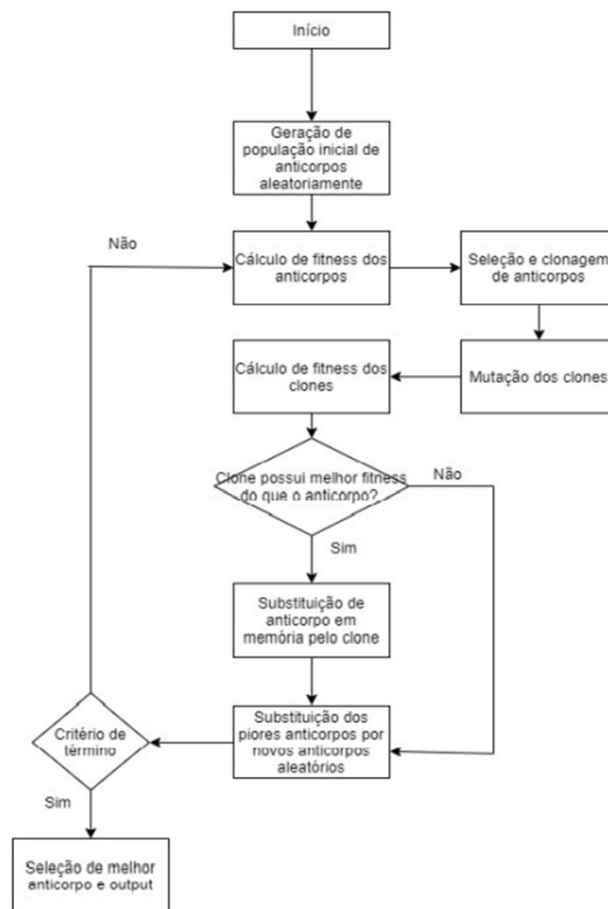 Início
Geração de
população inicial de
anticorpos
aleatoriamente
Não
Cálculo de fitness dos
anticorpos
Seleção e clonagem
de anticorpos
Cálculo de fitness dos
clones
Mutação dos clones
Clone possui melhor fitness
do que o anticorpo?
Não
Sim
Substituição de
anticorpo em
memória pelo clone
Substituição dos
piores anticorpos por
novos anticorpos
aleatórios
Critério de
término
Sim
Seleção de melhor
anticorpo e output